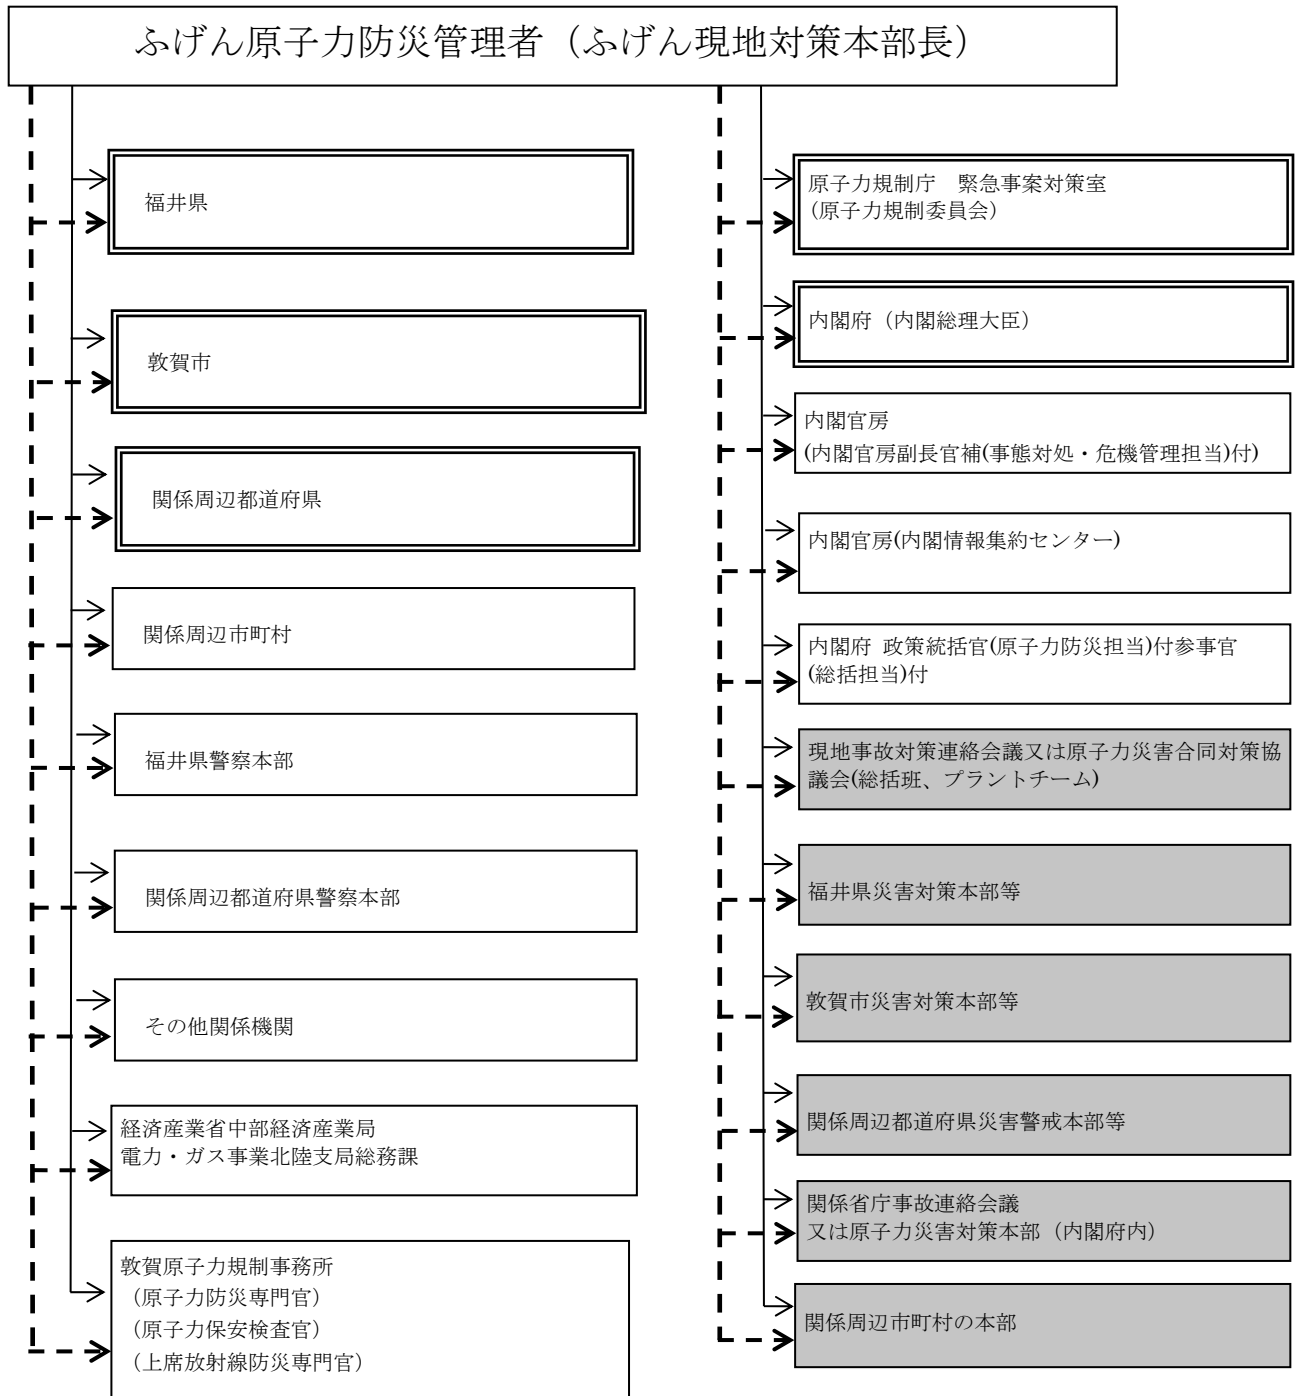 ふげん原子力防災管理者（ふげん現地対策本部長）
福井県
敦賀市
関係周辺都道府県
関係周辺市町村
福井県警察本部
関係周辺都道府県警察本部
その他関係機関
経済産業省中部経済産業局
電力・ガス事業北陸支局総務課
敦賀原子力規制事務所
（原子力防災専門官）
（原子力保安検査官）
（上席放射線防災専門官）
原子力規制庁　緊急事案対策室
（原子力規制委員会）
内閣府（内閣総理大臣）
内閣官房
(内閣官房副長官補(事態対処・危機管理担当)付)
内閣官房(内閣情報集約センター)
内閣府 政策統括官(原子力防災担当)付参事官
(総括担当)付
現地事故対策連絡会議又は原子力災害合同対策協
議会(総括班、プラントチーム)
福井県災害対策本部等
敦賀市災害対策本部等
関係周辺都道府県災害警戒本部等
関係省庁事故連絡会議
又は原子力災害対策本部（内閣府内）
関係周辺市町村の本部